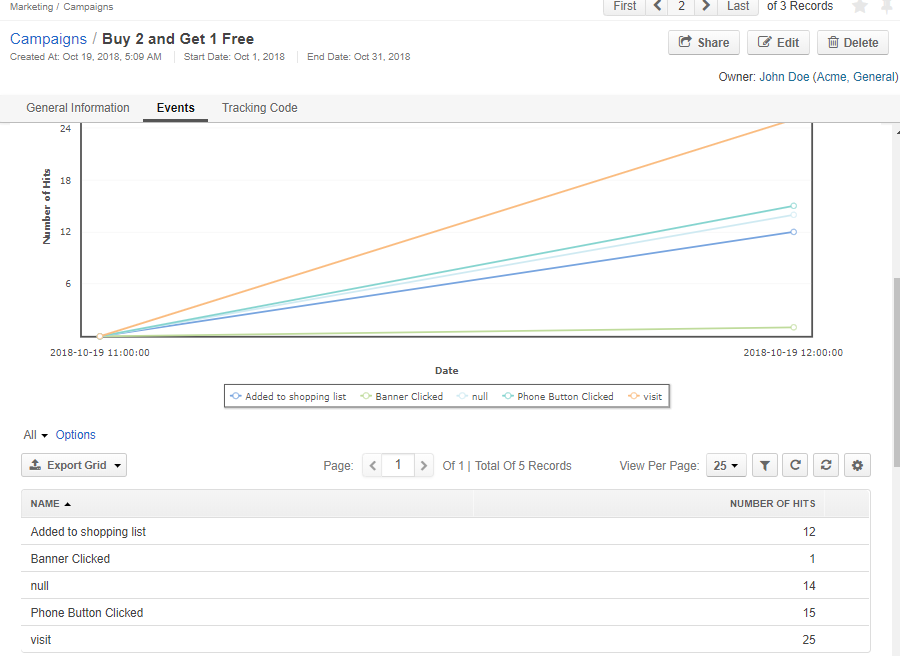 Marketing / Campaigns
First 2 Last of 3 Records
Campaigns / Buy 2 and Get 1 Free
Share Edit Delete
Created At: Oct 19, 2018, 5:09 AM Start Date: Oct 1, 2018 End Date: Oct 31, 2018
Owner: John Doe (Acme, General)
General Information Events Tracking Code
24
18
12
6
Number of Hits
2018-10-19 11:00:00 2018-10-19 12:00:00
Date
Added to shopping list Banner Clicked null Phone Button Clicked visit
All Options
Export Grid Page: 1 Of 1 | Total Of 5 Records View Per Page: 25
NAME NUMBER OF HITS
Added to shopping list 12
Banner Clicked 1
null 14
Phone Button Clicked 15
visit 25